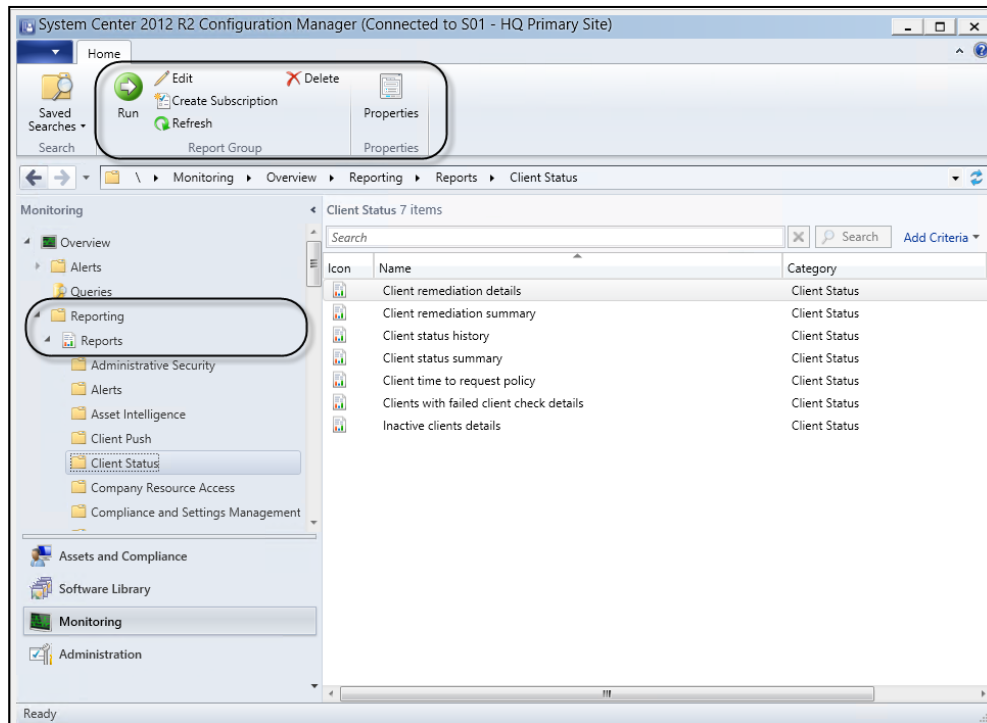 System Center 2012 R2 Configuration Manager (Connected to S01 - HQ Primary Site)
Home
Saved Searches
Search
Run
Edit
Create Subscription
Refresh
Delete
Report Group
Properties
Properties
\ Monitoring Overview Reporting Reports Client Status
Monitoring
Overview
Alerts
Queries
Reporting
Reports
Administrative Security
Alerts
Asset Intelligence
Client Push
Client Status
Company Resource Access
Compliance and Settings Management
Assets and Compliance
Software Library
Monitoring
Administration
Client Status 7 items
Search Search Add Criteria
Icon Name Category
Client remediation details Client Status
Client remediation summary Client Status
Client status history Client Status
Client status summary Client Status
Client time to request policy Client Status
Clients with failed client check details Client Status
Inactive clients details Client Status
Ready